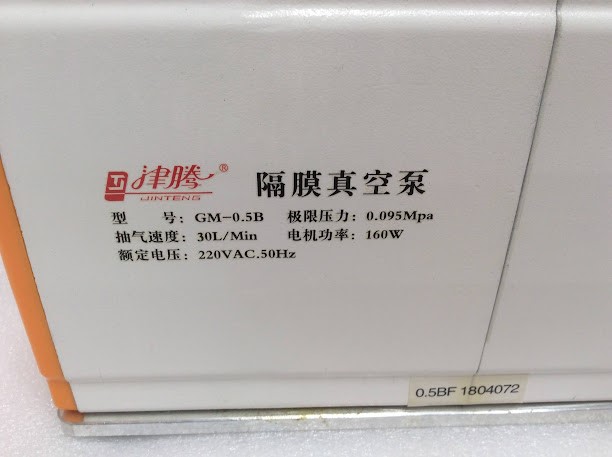 津腾® 隔膜真空泵
JINTENG
型 号: GM-0.5B 极限压力: 0.095Mpa
抽气速度: 30L/Min 电机功率: 160W
额定电压: 220VAC.50Hz
0.5BF 1804072